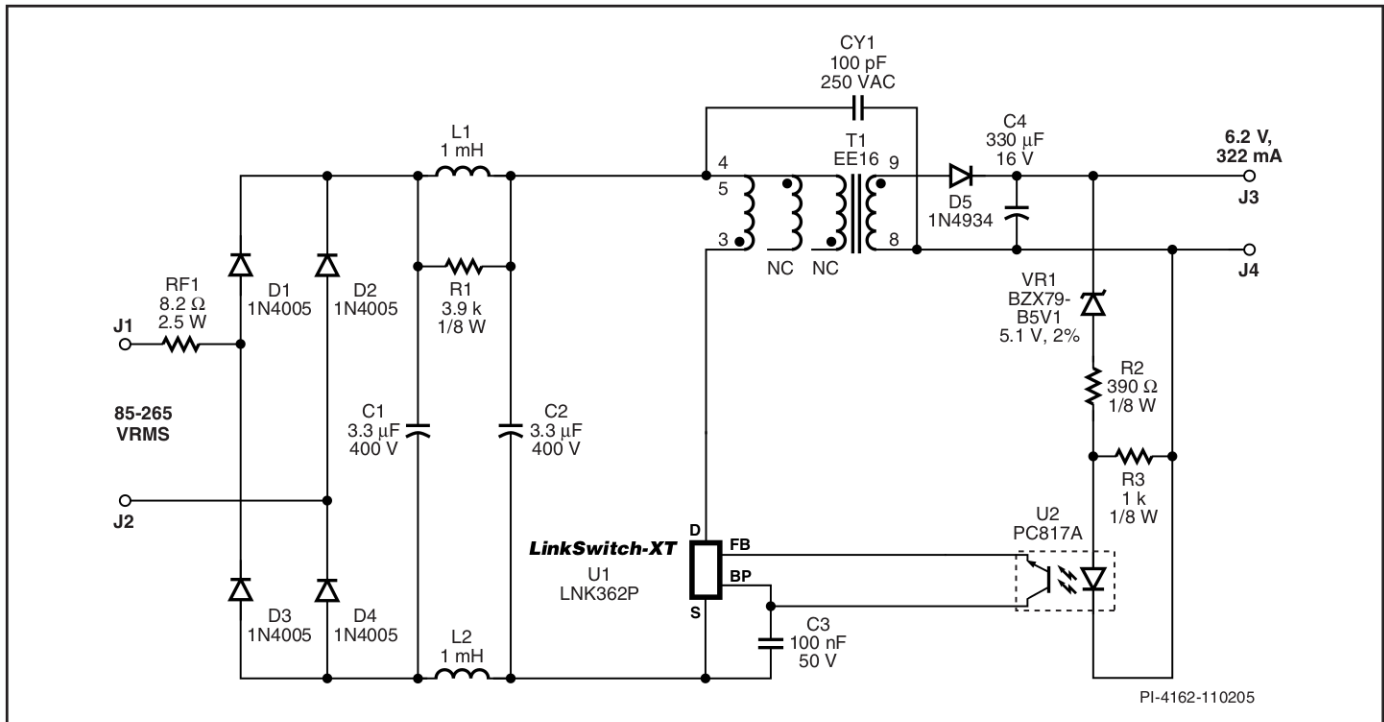 CY1
100 pF
250 VAC
L1
1 mH
T1
EE16
C4
330 µF
16 V
6.2 V,
322 mA
4
5
3
9
8
D5
1N4934
J3
J4
NC
NC
RF1
8.2 Ω
2.5 W
D1
1N4005
D2
1N4005
R1
3.9 k
1/8 W
VR1
BZX79-
B5V1
5.1 V, 2%
J1
85-265
VRMS
J2
C1
3.3 µF
400 V
C2
3.3 µF
400 V
R2
390 Ω
1/8 W
R3
1 k
1/8 W
U2
PC817A
LinkSwitch-XT
U1
LNK362P
D
FB
BP
S
D3
1N4005
D4
1N4005
L2
1 mH
C3
100 nF
50 V
PI-4162-110205